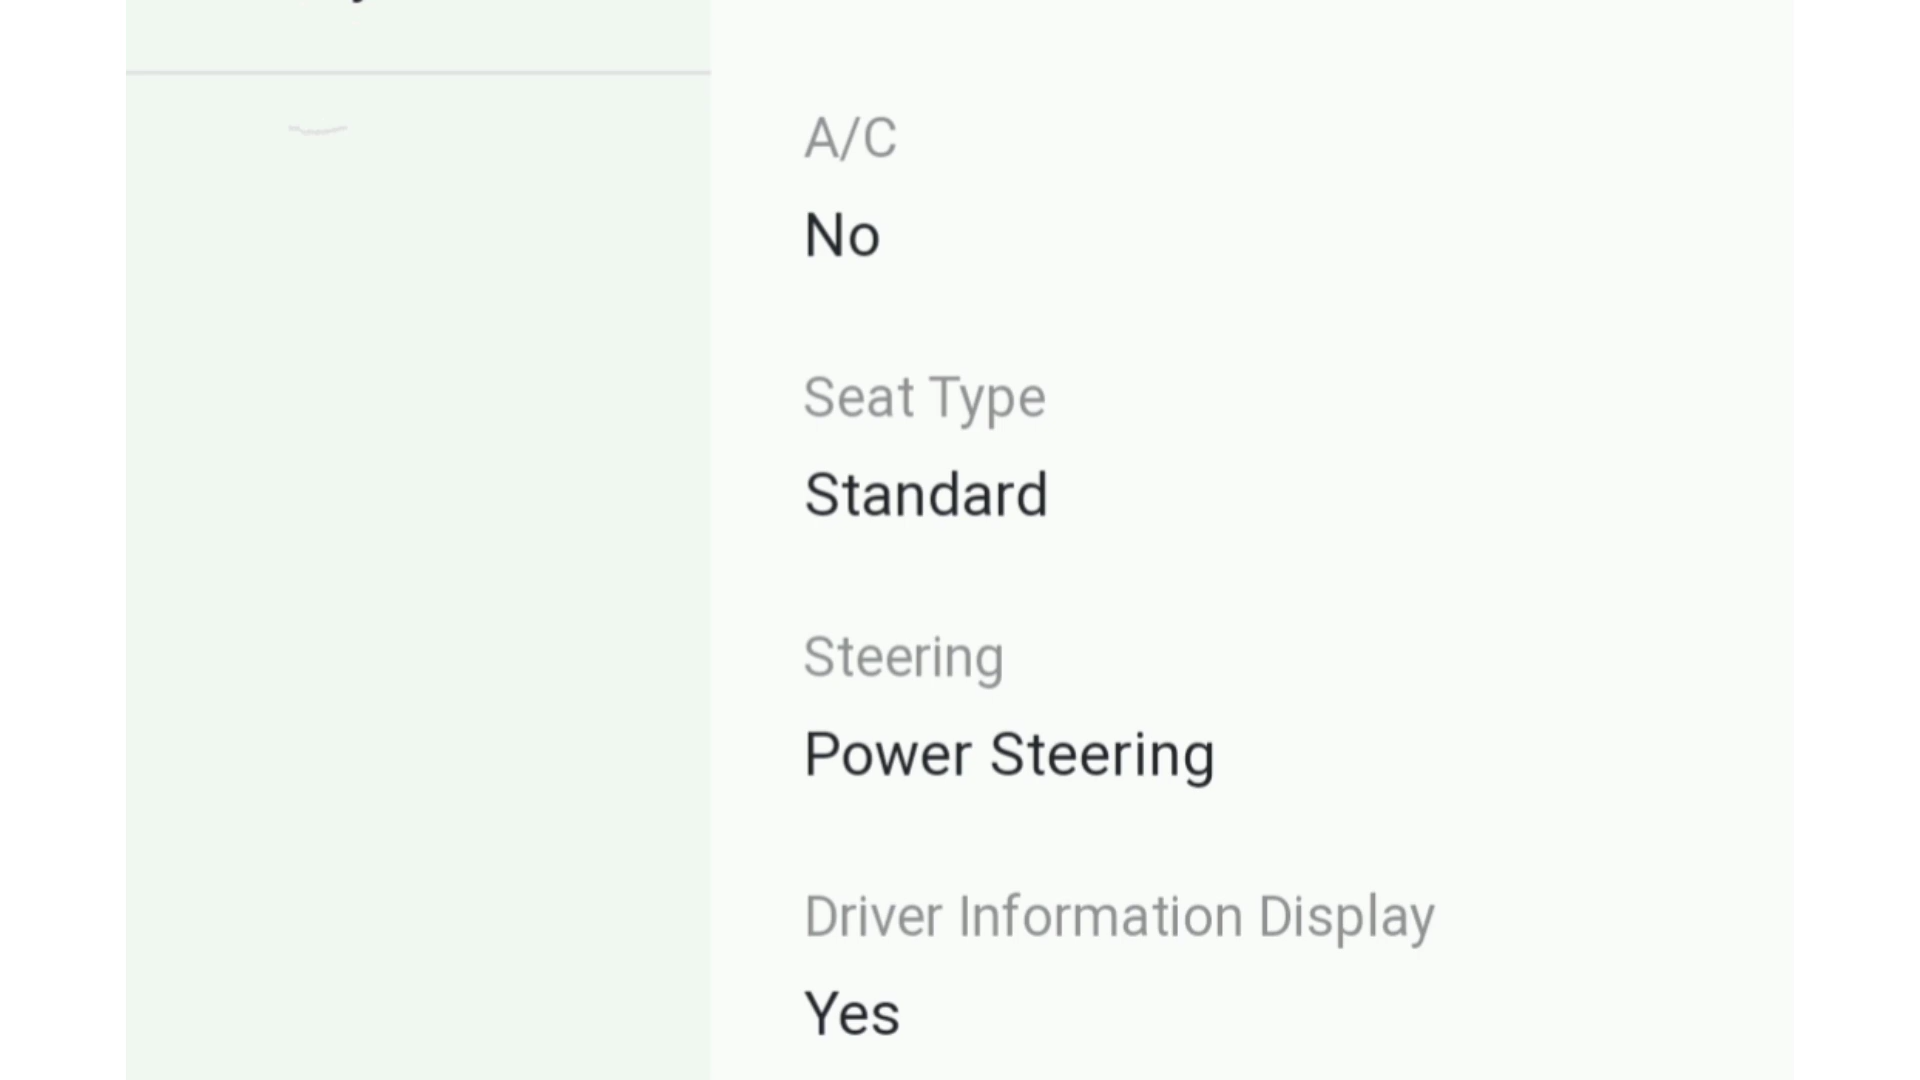 A/C
No
Seat Type
Standard
Steering
Power Steering
Driver Information Display
Yes